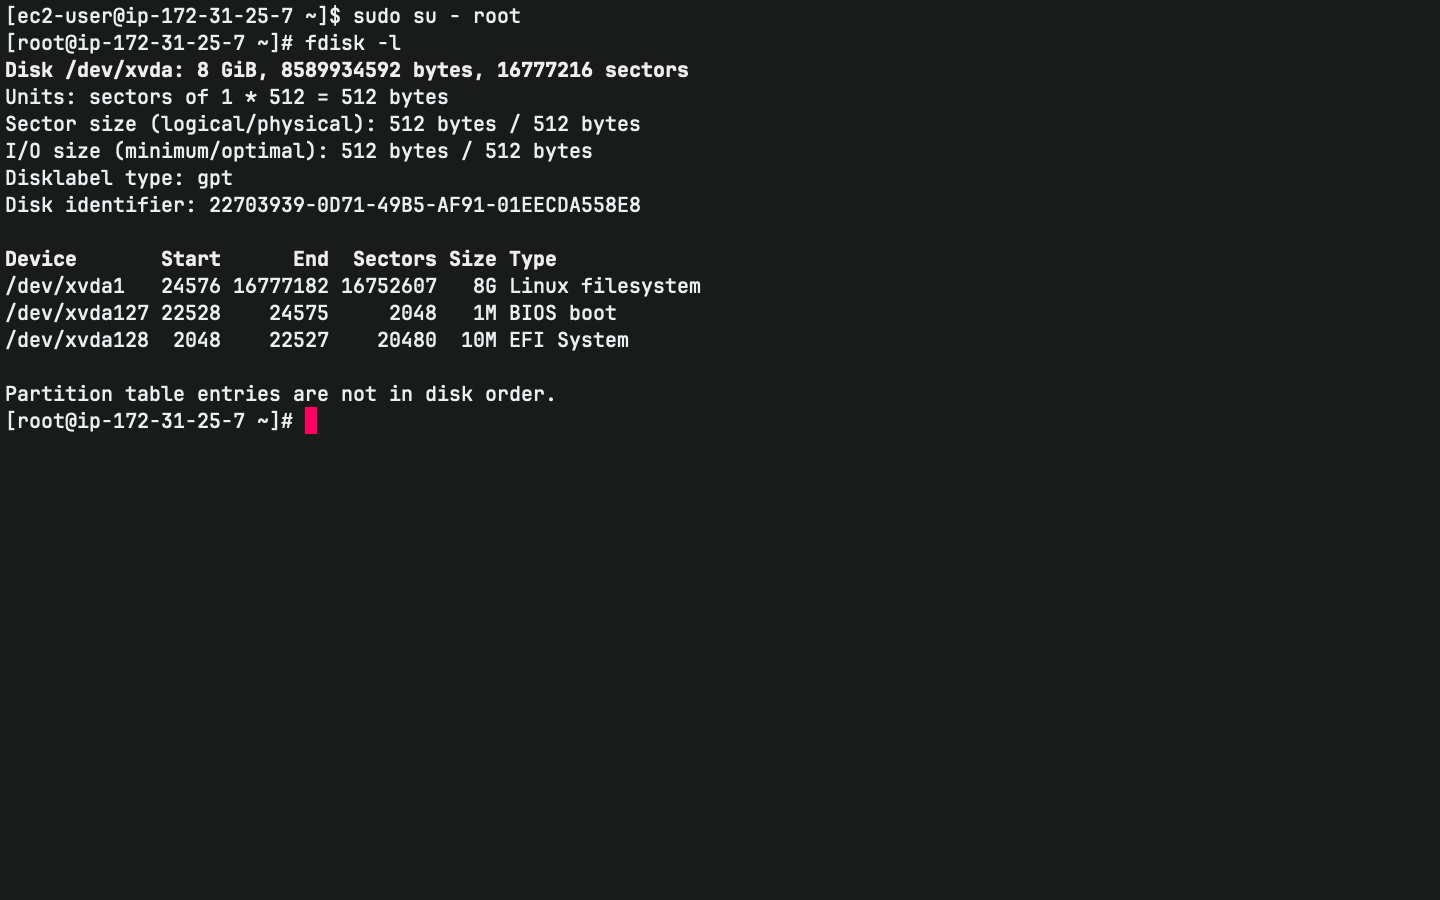 [ec2-user@ip-172-31-25-7 ~]$ sudo su - root
[root@ip-172-31-25-7 ~]# fdisk -l
Disk /dev/xvda: 8 GiB, 8589934592 bytes, 16777216 sectors
Units: sectors of 1 * 512 = 512 bytes
Sector size (logical/physical): 512 bytes / 512 bytes
I/O size (minimum/optimal): 512 bytes / 512 bytes
Disklabel type: gpt
Disk identifier: 22703939-0D71-49B5-AF91-01EECDA558E8

Device       Start      End  Sectors Size Type
/dev/xvda1   24576 16777182 16752607   8G Linux filesystem
/dev/xvda127 22528    24575     2048   1M BIOS boot
/dev/xvda128  2048    22527    20480  10M EFI System

Partition table entries are not in disk order.
[root@ip-172-31-25-7 ~]#